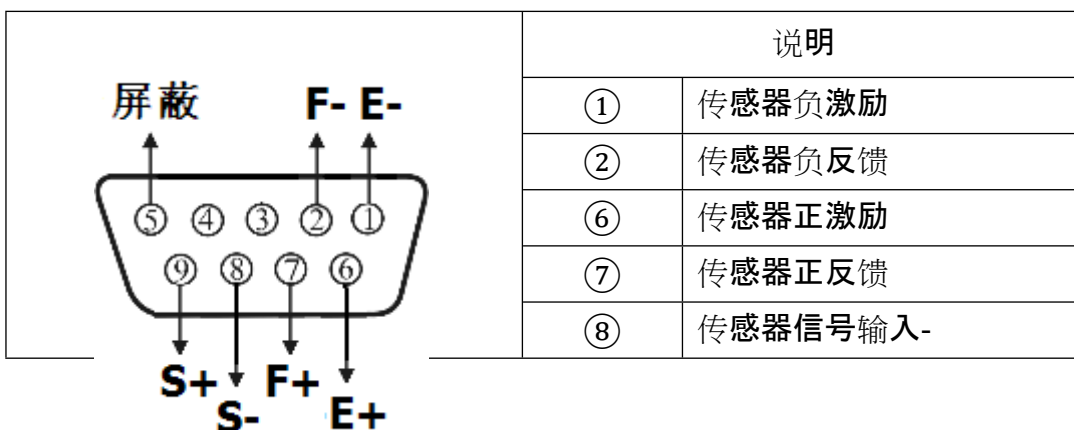 屏蔽 F- E-
⑤ ④ ③ ② ①
⑨ ⑧ ⑦ ⑥
S+ S- F+ E+
说明
① 传感器负激励
② 传感器负反馈
⑥ 传感器正激励
⑦ 传感器正反馈
⑧ 传感器信号输入-